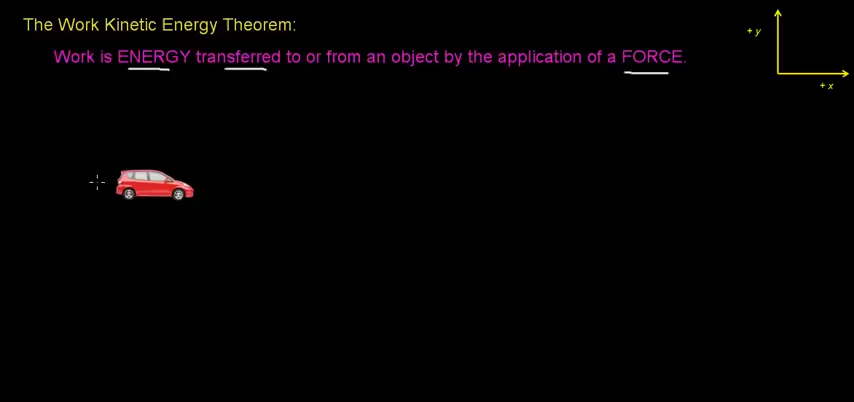 The Work Kinetic Energy Theorem:
+ y
Work is ENERGY transferred to or from an object by the application of a FORCE.
+ x